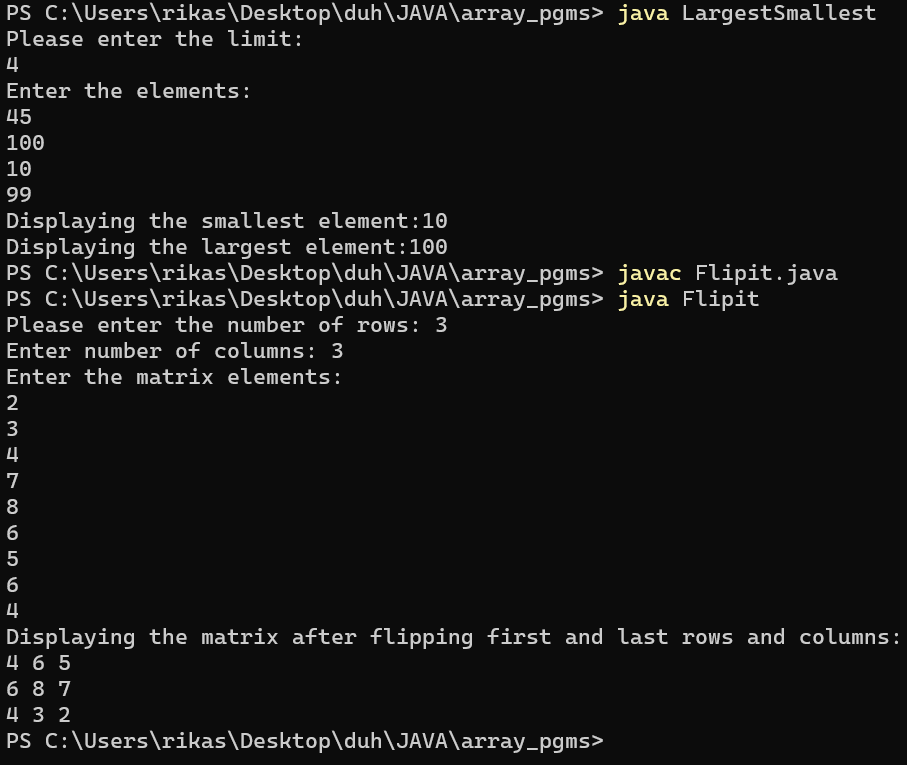 PS C:\Users\rikas\Desktop\duh\JAVA\array_pgms> java LargestSmallest
Please enter the limit:
4
Enter the elements:
45
100
10
99
Displaying the smallest element:10
Displaying the largest element:100
PS C:\Users\rikas\Desktop\duh\JAVA\array_pgms> javac Flipit.java
PS C:\Users\rikas\Desktop\duh\JAVA\array_pgms> java Flipit
Please enter the number of rows: 3
Enter number of columns: 3
Enter the matrix elements:
2
3
4
7
8
6
5
6
4
Displaying the matrix after flipping first and last rows and columns:
4 6 5
6 8 7
4 3 2
PS C:\Users\rikas\Desktop\duh\JAVA\array_pgms>